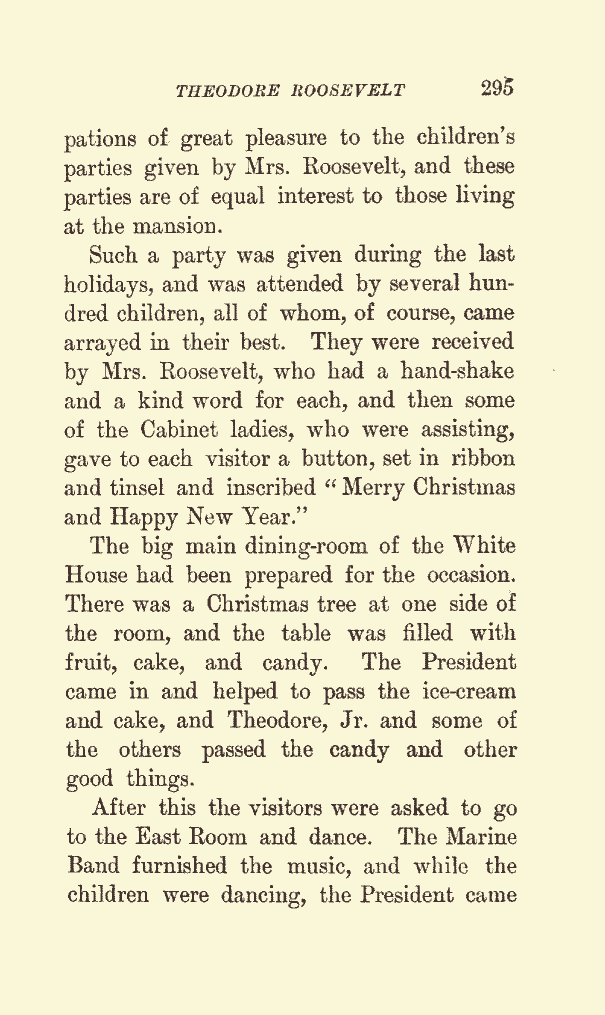 THEODORE ROOSEVELT 295
pations of great pleasure to the children's
parties given by Mrs. Roosevelt, and these
parties are of equal interest to those living
at the mansion.
Such a party was given during the last
holidays, and was attended by several hun-
dred children, all of whom, of course, came
arrayed in their best. They were received
by Mrs. Roosevelt, who had a hand-shake
and a kind word for each, and then some
of the Cabinet ladies, who were assisting,
gave to each visitor a button, set in ribbon
and tinsel and inscribed “Merry Christmas
and Happy New Year.”
The big main dining-room of the White
House had been prepared for the occasion.
There was a Christmas tree at one side of
the room, and the table was filled with
fruit, cake, and candy. The President
came in and helped to pass the ice-cream
and cake, and Theodore, Jr. and some of
the others passed the candy and other
good things.
After this the visitors were asked to go
to the East Room and dance. The Marine
Band furnished the music, and while the
children were dancing, the President came